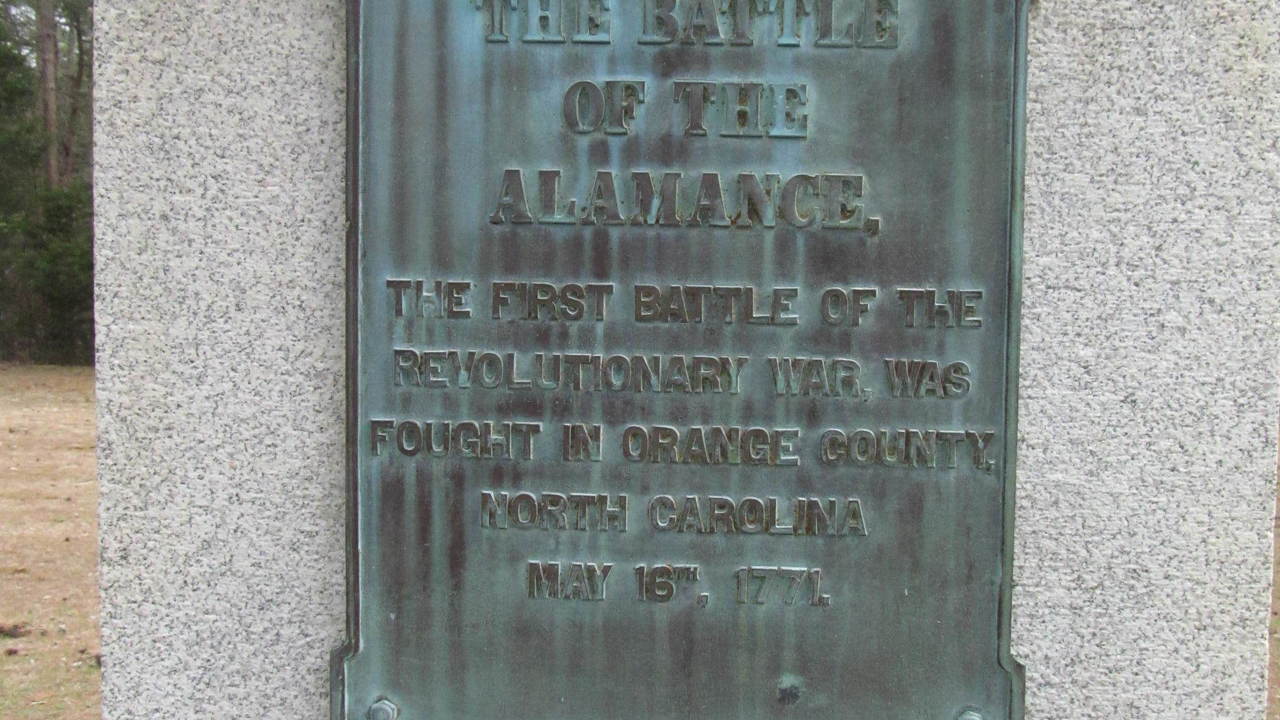 THE BATTLE
OF THE
ALAMANCE,
THE FIRST BATTLE OF THE
REVOLUTIONARY WAR, WAS
FOUGHT IN ORANGE COUNTY,
NORTH CAROLINA
MAY 16TH, 1771.